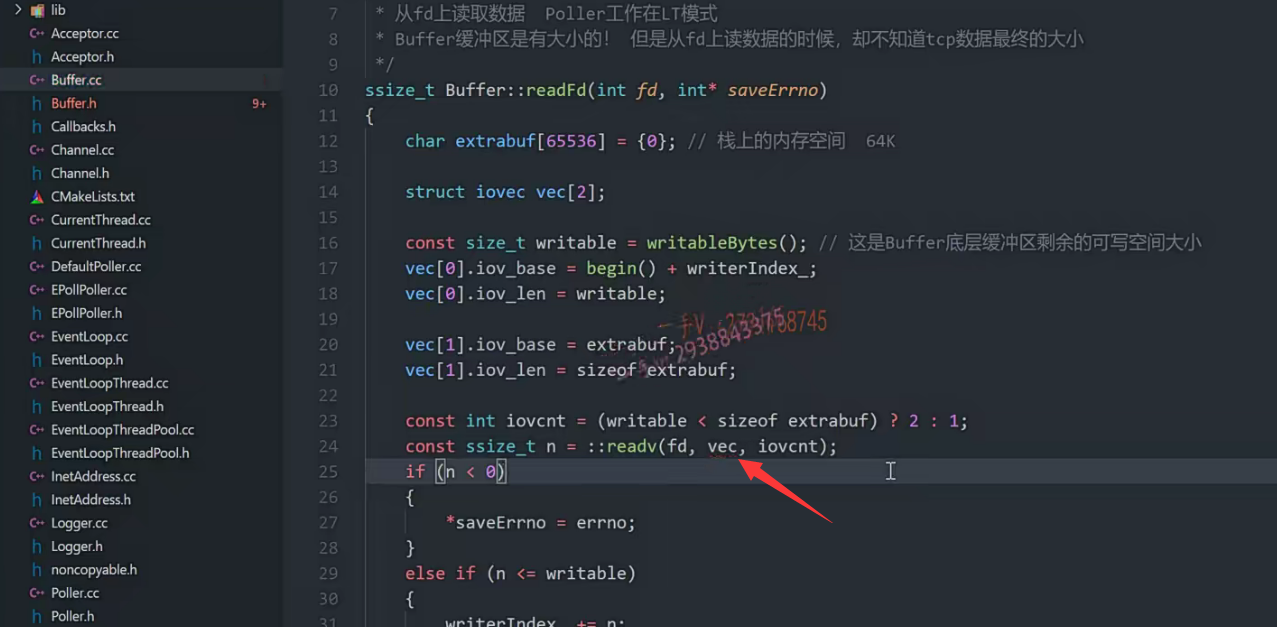 lib
Acceptor.cc
Acceptor.h
Buffer.cc
Buffer.h 9+
Callbacks.h
Channel.cc
Channel.h
CMakeLists.txt
CurrentThread.cc
CurrentThread.h
DefaultPoller.cc
EPollPoller.cc
EPollPoller.h
EventLoop.cc
EventLoop.h
EventLoopThread.cc
EventLoopThread.h
EventLoopThreadPool.cc
EventLoopThreadPool.h
InetAddress.cc
InetAddress.h
Logger.cc
Logger.h
noncopyable.h
Poller.cc
Poller.h
7 * 从fd上读取数据 Poller工作在LT模式
8 * Buffer缓冲区是有大小的! 但是从fd上读数据的时候,却不知道tcp数据最终的大小
9 */
10 ssize_t Buffer::readFd(int fd, int* saveErrno)
11 {
12 char extrabuf[65536] = {0}; // 栈上的内存空间 64K
13
14 struct iovec vec[2];
15
16 const size_t writable = writableBytes(); // 这是Buffer底层缓冲区剩余的可写空间大小
17 vec[0].iov_base = begin() + writerIndex_;
18 vec[0].iov_len = writable;
19
20 vec[1].iov_base = extrabuf;
21 vec[1].iov_len = sizeof extrabuf;
22
23 const int iovcnt = (writable < sizeof extrabuf) ? 2 : 1;
24 const ssize_t n = ::readv(fd, vec, iovcnt);
25 if (n < 0)
26 {
27 *saveErrno = errno;
28 }
29 else if (n <= writable)
30 {
31 writerIndex_ += n;